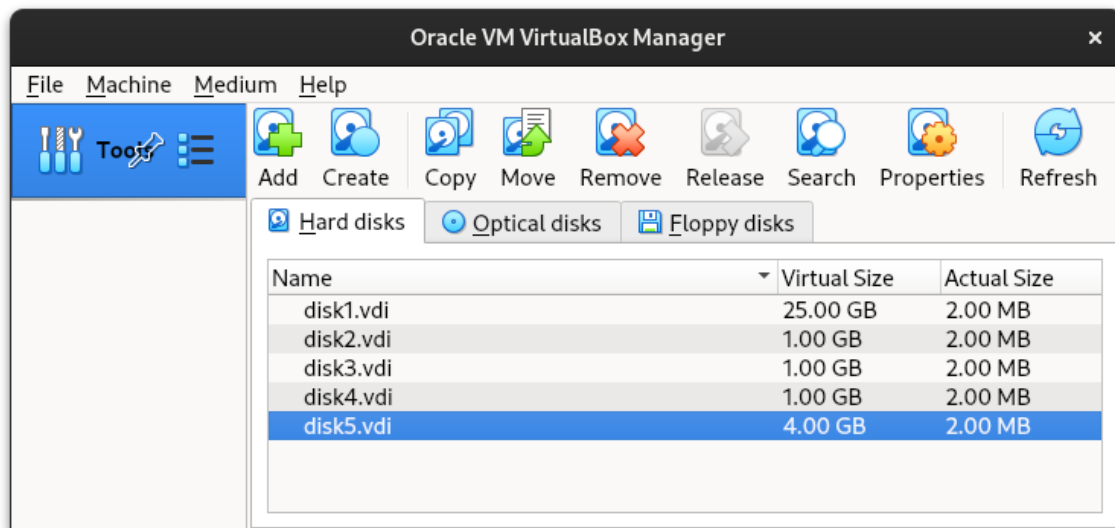 Oracle VM VirtualBox Manager ×
File Machine Medium Help
Tools
Add Create Copy Move Remove Release Search Properties Refresh
Hard disks Optical disks Floppy disks
Name Virtual Size Actual Size
disk1.vdi 25.00 GB 2.00 MB
disk2.vdi 1.00 GB 2.00 MB
disk3.vdi 1.00 GB 2.00 MB
disk4.vdi 1.00 GB 2.00 MB
disk5.vdi 4.00 GB 2.00 MB